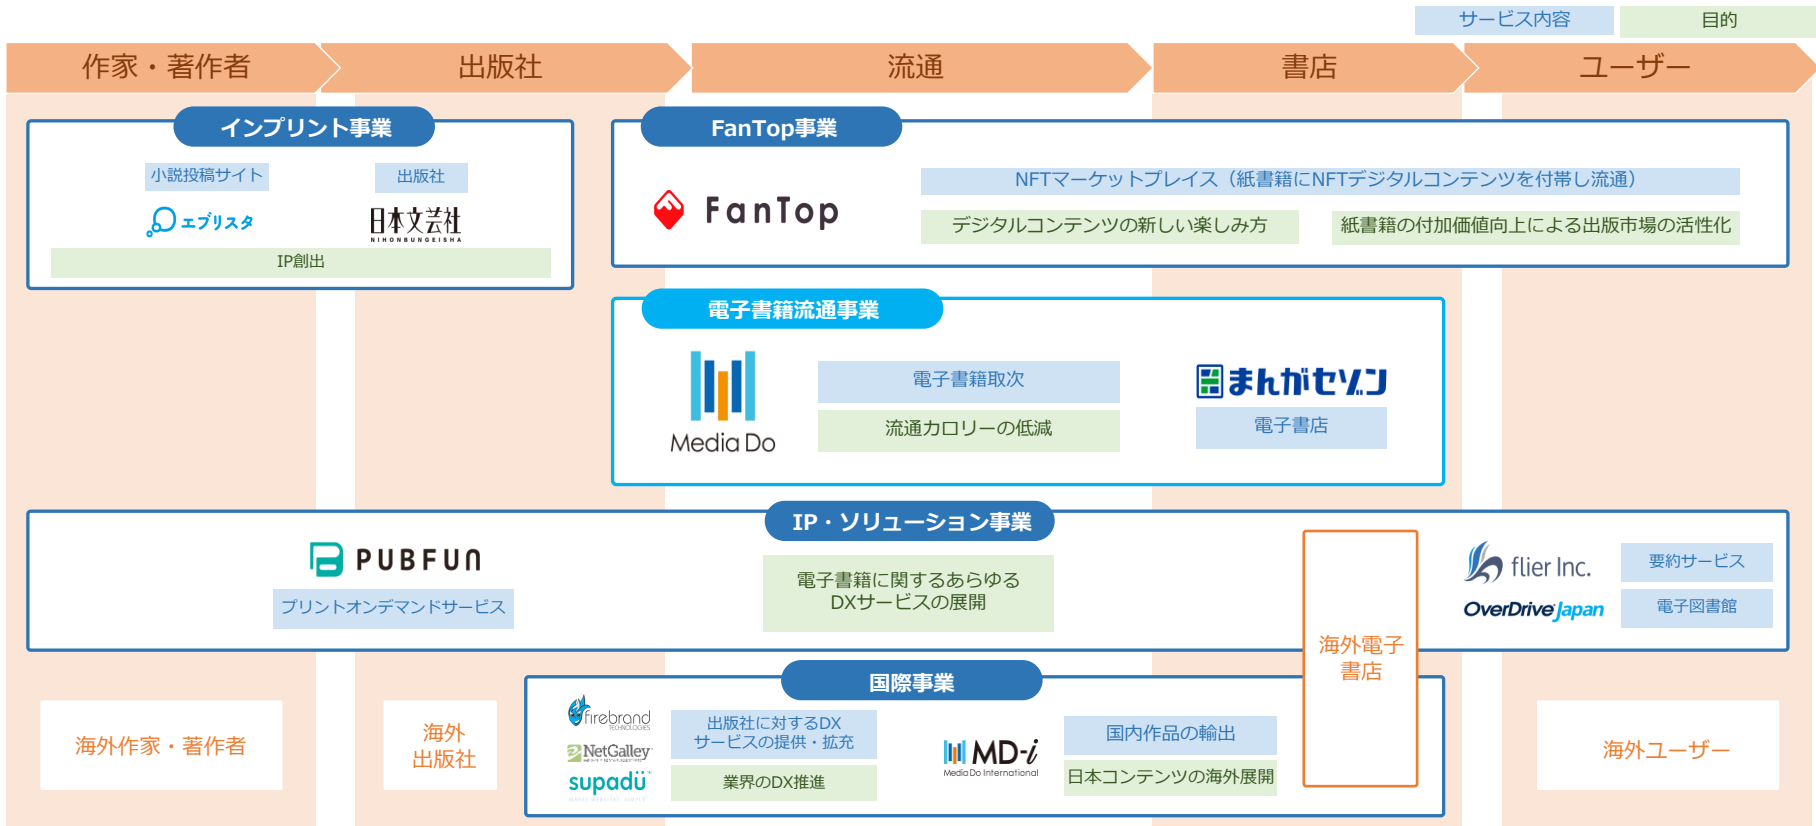 サービス内容
目的
作家・著作者
出版社
流通
書店
ユーザー
インプリント事業
小説投稿サイト
出版社
エブリスタ
日本文芸社
NIHONBUNGEISHA
IP創出
FanTop事業
FanTop
NFTマーケットプレイス（紙書籍にNFTデジタルコンテンツを付帯し流通）
デジタルコンテンツの新しい楽しみ方
紙書籍の付加価値向上による出版市場の活性化
電子書籍流通事業
Media Do
電子書籍取次
流通カロリーの低減
まんがセゾン
電子書店
IP・ソリューション事業
PUBFUN
プリントオンデマンドサービス
電子書籍に関するあらゆる
DXサービスの展開
flier Inc.
要約サービス
OverDrive Japan
電子図書館
海外電子
書店
国際事業
firebrand
TECHNOLOGIES
NetGalley
supadü
出版社に対するDX
サービスの提供・拡充
業界のDX推進
MD-i
Media Do International
国内作品の輸出
日本コンテンツの海外展開
海外作家・著作者
海外
出版社
海外ユーザー